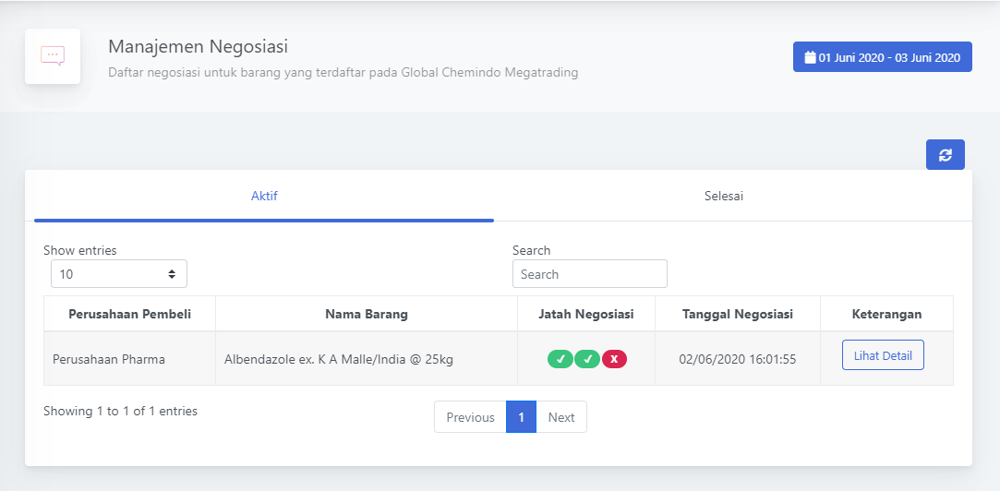 Manajemen Negosiasi
Daftar negosiasi untuk barang yang terdaftar pada Global Chemindo Megatrading
01 Juni 2020 - 03 Juni 2020
Aktif Selesai
Show entries Search
10 Search
Perusahaan Pembeli Nama Barang Jatah Negosiasi Tanggal Negosiasi Keterangan
Perusahaan Pharma Albendazole ex. K A Malle/India @ 25kg ✓ ✓ X 02/06/2020 16:01:55 Lihat Detail
Showing 1 to 1 of 1 entries Previous 1 Next